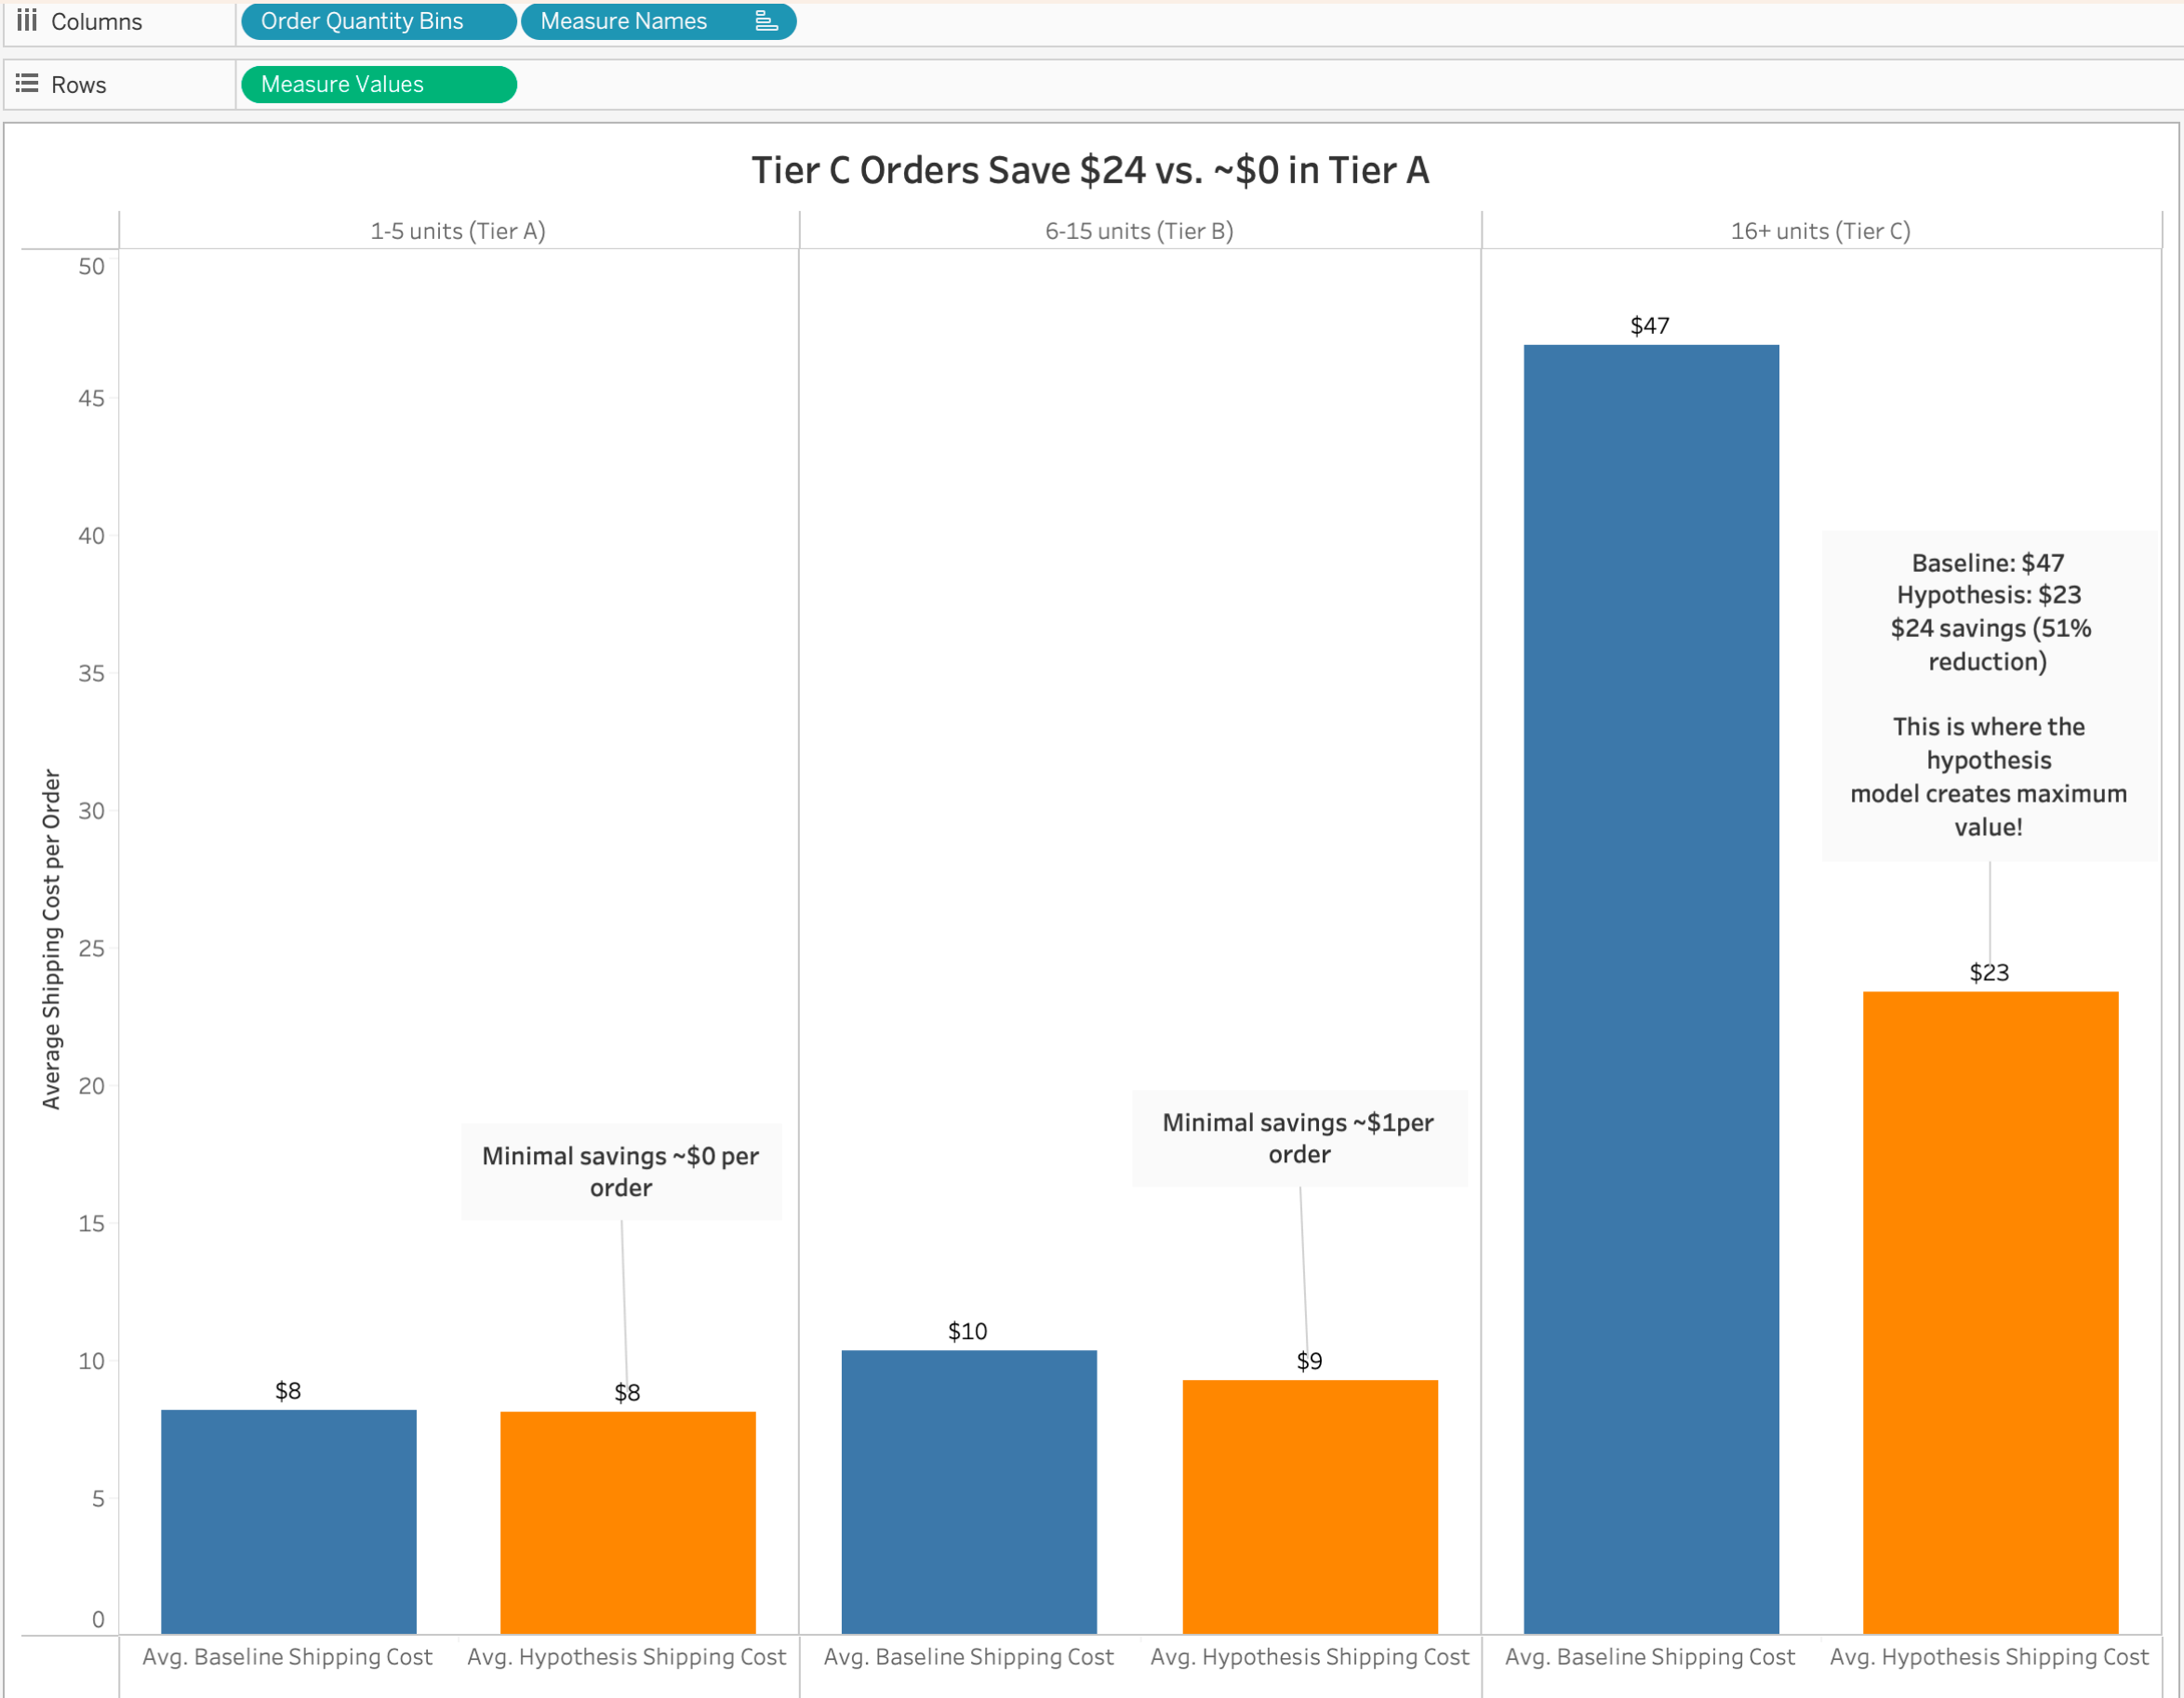 Columns
Order Quantity Bins
Measure Names
Rows
Measure Values
Tier C Orders Save $24 vs. ~$0 in Tier A
1-5 units (Tier A)
6-15 units (Tier B)
16+ units (Tier C)
Average Shipping Cost per Order
50
45
40
35
30
25
20
15
10
5
0
$8
$8
Minimal savings ~$0 per
order
$10
$9
Minimal savings ~$1per
order
$47
$23
Baseline: $47
Hypothesis: $23
$24 savings (51%
reduction)
This is where the
hypothesis
model creates maximum
value!
Avg. Baseline Shipping Cost
Avg. Hypothesis Shipping Cost
Avg. Baseline Shipping Cost
Avg. Hypothesis Shipping Cost
Avg. Baseline Shipping Cost
Avg. Hypothesis Shipping Cost